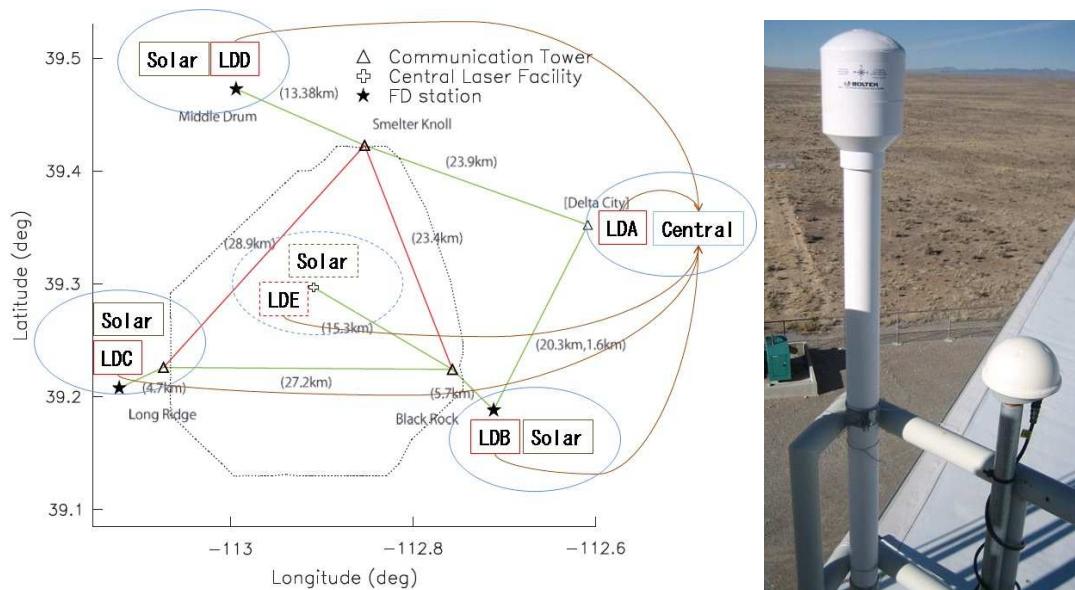 39.5
39.4
39.3
39.2
39.1
Latitude (deg)
Solar
LDD
Middle Drum
(13.38km)
Communication Tower
Central Laser Facility
FD station
Smelter Knoll
(23.9km)
[Delta City]
LDA
Central
(28.9km)
(23.4km)
Solar
LDE
(15.3km)
Solar
LDC
(4.7km)
Long Ridge
(27.2km)
(5.7km)
Black Rock
(20.3km,1.6km)
LDB
Solar
−113
−112.8
−112.6
Longitude (deg)
BOLTEK